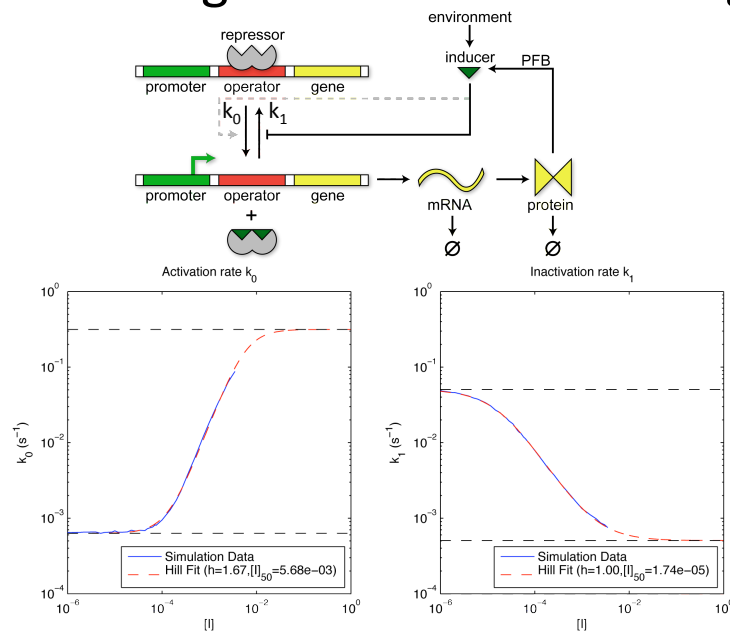 environment
repressor
inducer
PFB
promoter operator gene
k0 k1
promoter operator gene
+
mRNA
protein
∅ ∅
Activation rate k0
Inactivation rate k1
10^0
10^-1
10^-2
10^-3
10^-4
k0 (s^-1)
Simulation Data
Hill Fit (h=1.67,[I]50=5.68e-03)
10^-6 10^-4 10^-2 10^0
[I]
10^0
10^-1
10^-2
10^-3
10^-4
k1 (s^-1)
Simulation Data
Hill Fit (h=1.00,[I]50=1.74e-05)
10^-6 10^-4 10^-2 10^0
[I]